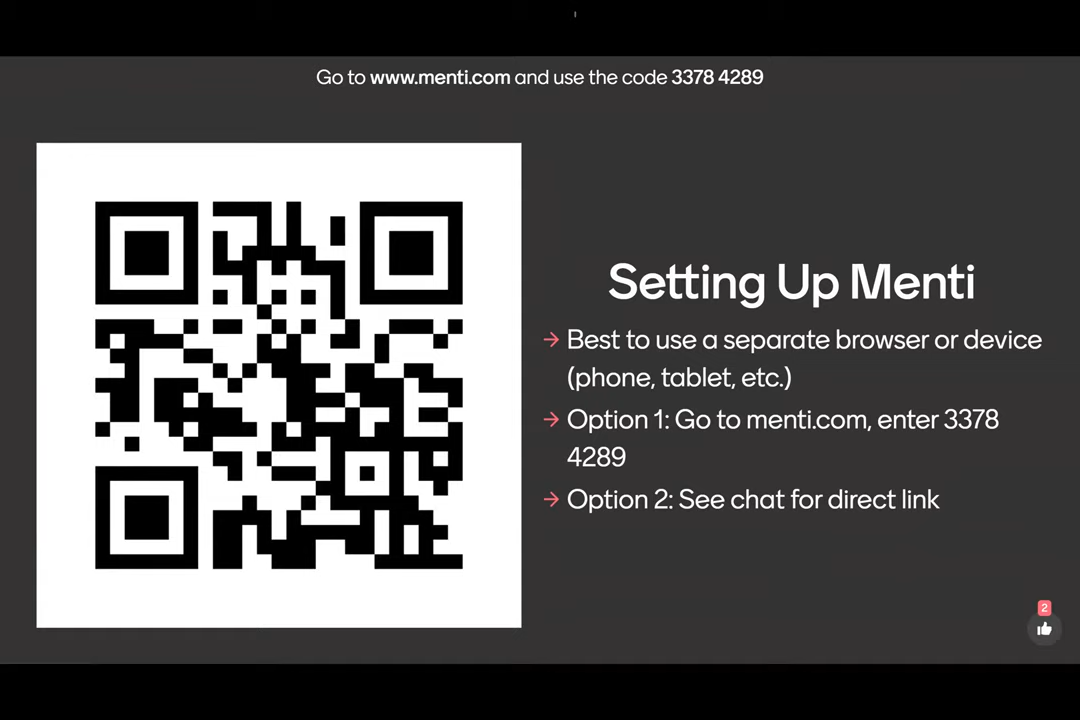 Go to www.menti.com and use the code 3378 4289
Setting Up Menti
→ Best to use a separate browser or device
(phone, tablet, etc.)
→ Option 1: Go to menti.com, enter 3378
4289
→ Option 2: See chat for direct link
2